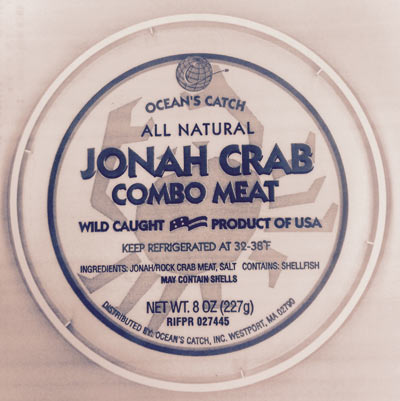 OCEAN'S CATCH
ALL NATURAL
JONAH CRAB
COMBO MEAT
WILD CAUGHT PRODUCT OF USA
KEEP REFRIGERATED AT 32-38°F
INGREDIENTS: JONAH/ROCK CRAB MEAT, SALT CONTAINS: SHELLFISH
MAY CONTAIN SHELLS
NET WT. 8 OZ (227g)
RIFPR 027445
DISTRIBUTED BY: OCEAN'S CATCH, INC. WESTPORT, MA 02790